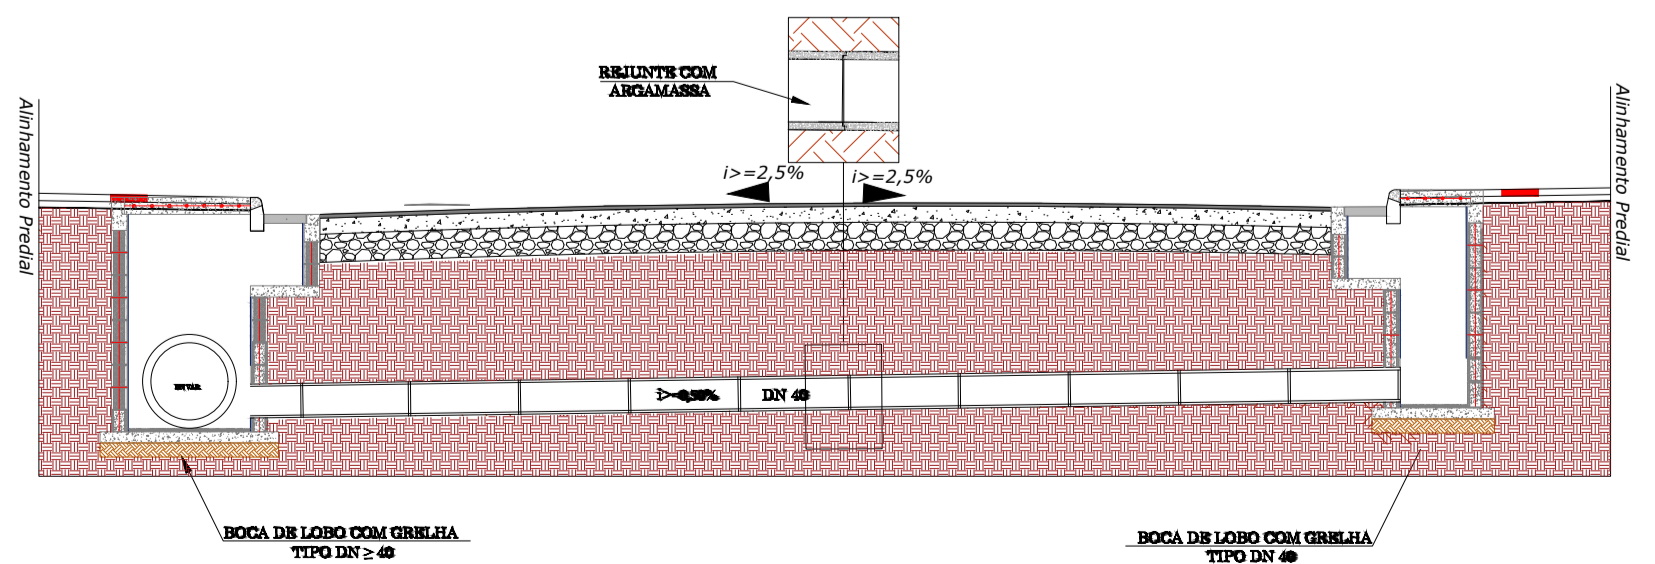 REJUNTE COM
ARGAMASSA
i>=2,5%
i>=2,5%
Alinhamento Predial
Alinhamento Predial
DN 40
BOCA DE LOBO COM GRELHA
TIPO DN ≥ 40
BOCA DE LOBO COM GRELHA
TIPO DN 40